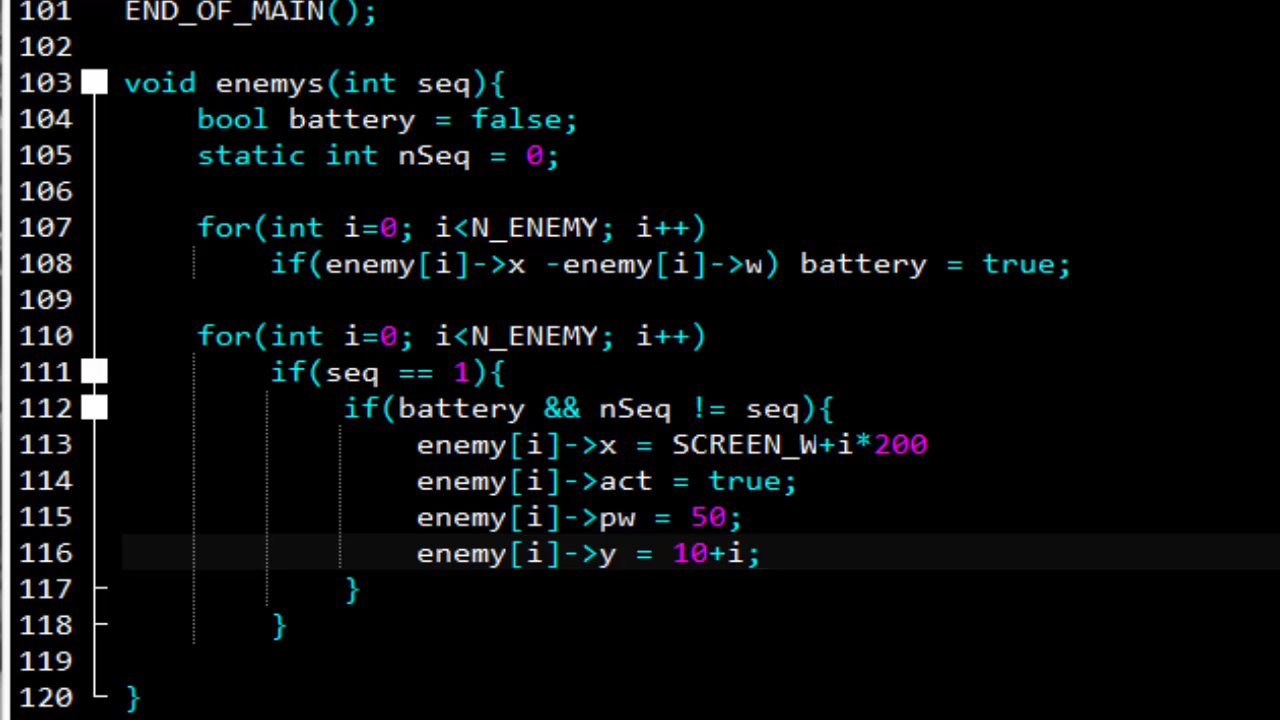 101 END_OF_MAIN();
102
103 void enemys(int seq){
104 bool battery = false;
105 static int nSeq = 0;
106
107 for(int i=0; i<N_ENEMY; i++)
108 if(enemy[i]->x -enemy[i]->w) battery = true;
109
110 for(int i=0; i<N_ENEMY; i++)
111 if(seq == 1){
112 if(battery && nSeq != seq){
113 enemy[i]->x = SCREEN_W+i*200
114 enemy[i]->act = true;
115 enemy[i]->pw = 50;
116 enemy[i]->y = 10+i;
117 }
118 }
119
120 }